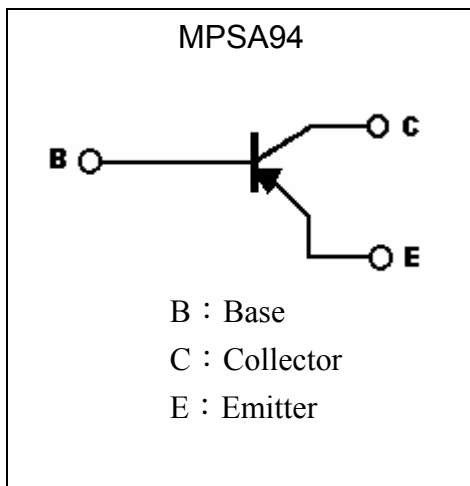 MPSA94
C
B
E
B：Base
C：Collector
E：Emitter